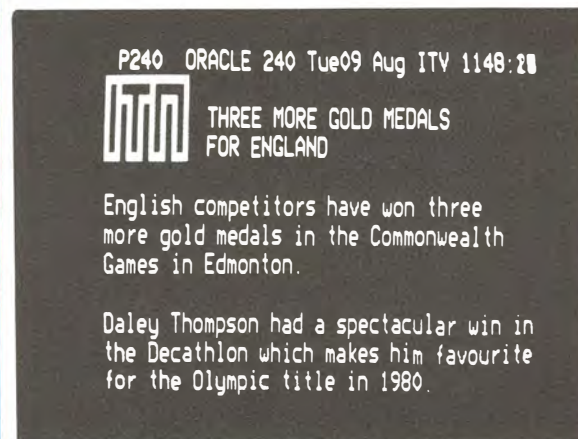 P240 ORACLE 240 Tue09 Aug ITV 1148:28
ITN
THREE MORE GOLD MEDALS
FOR ENGLAND
English competitors have won three
more gold medals in the Commonwealth
Games in Edmonton.
Daley Thompson had a spectacular win in
the Decathlon which makes him favourite
for the Olympic title in 1980.